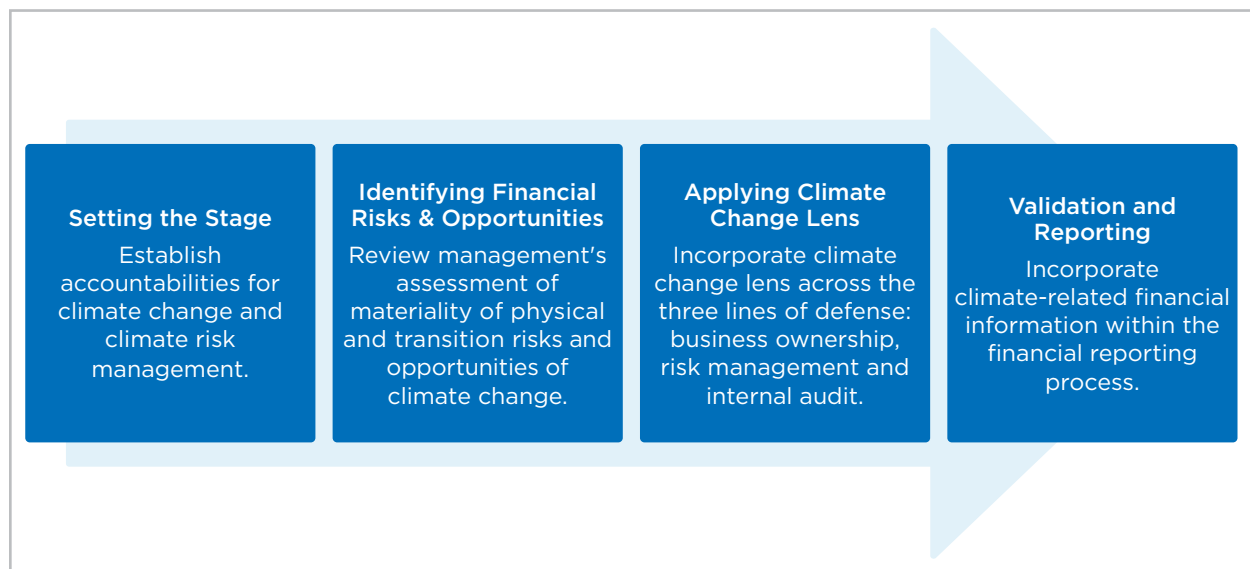 Setting the Stage
Establish
accountabilities for
climate change and
climate risk
management.
Identifying Financial
Risks & Opportunities
Review management's
assessment of
materiality of physical
and transition risks and
opportunities of
climate change.
Applying Climate
Change Lens
Incorporate climate
change lens across the
three lines of defense:
business ownership,
risk management and
internal audit.
Validation and
Reporting
Incorporate
climate-related financial
information within the
financial reporting
process.